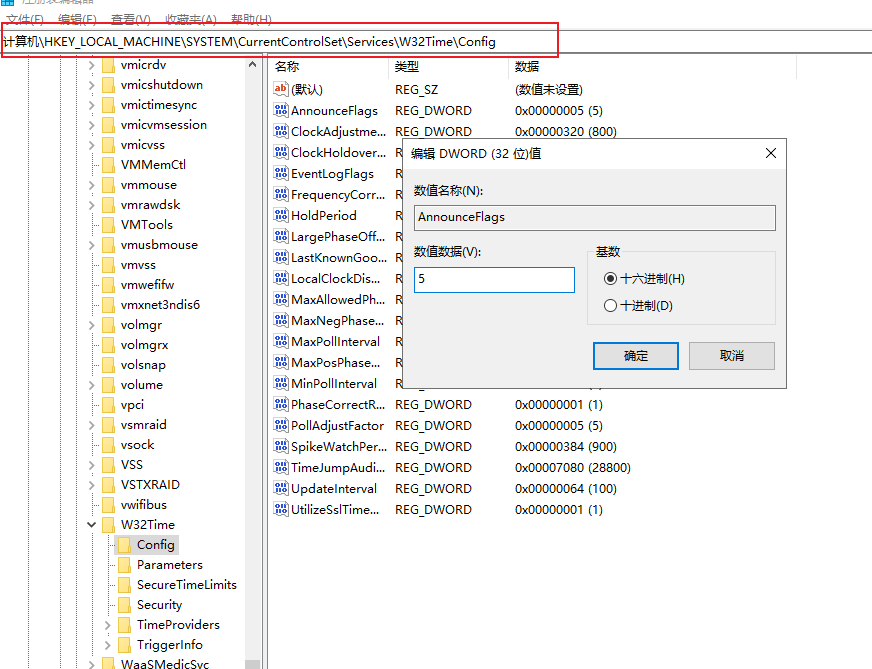 注册表编辑器
文件(F) 编辑(E) 查看(V) 收藏夹(A) 帮助(H)
计算机\HKEY_LOCAL_MACHINE\SYSTEM\CurrentControlSet\Services\W32Time\Config
vmicrdv
vmicshutdown
vmictimesync
vmicvmsession
vmicvss
VMMemCtl
vmmouse
vmrawdsk
VMTools
vmusbmouse
vmvss
vmwefifw
vmxnet3ndis6
volmgr
volmgrx
volsnap
volume
vpci
vsmraid
vsock
VSS
VSTXRAID
vwifibus
W32Time
Config
Parameters
SecureTimeLimits
Security
TimeProviders
TriggerInfo
WaaSMedicSvc
名称 类型 数据
(默认) REG_SZ (数值未设置)
AnnounceFlags REG_DWORD 0x00000005 (5)
ClockAdjustme... REG_DWORD 0x00000320 (800)
ClockHoldover...
EventLogFlags
FrequencyCorr...
HoldPeriod
LargePhaseOff...
LastKnownGoo...
LocalClockDis...
MaxAllowedPh...
MaxNegPhase...
MaxPollInterval
MaxPosPhase...
MinPollInterval
PhaseCorrectR... REG_DWORD 0x00000001 (1)
PollAdjustFactor REG_DWORD 0x00000005 (5)
SpikeWatchPer... REG_DWORD 0x00000384 (900)
TimeJumpAudi... REG_DWORD 0x00007080 (28800)
UpdateInterval REG_DWORD 0x00000064 (100)
UtilizeSslTime... REG_DWORD 0x00000001 (1)
编辑 DWORD (32 位)值
数值名称(N):
AnnounceFlags
数值数据(V):
5
基数
十六进制(H)
十进制(D)
确定 取消